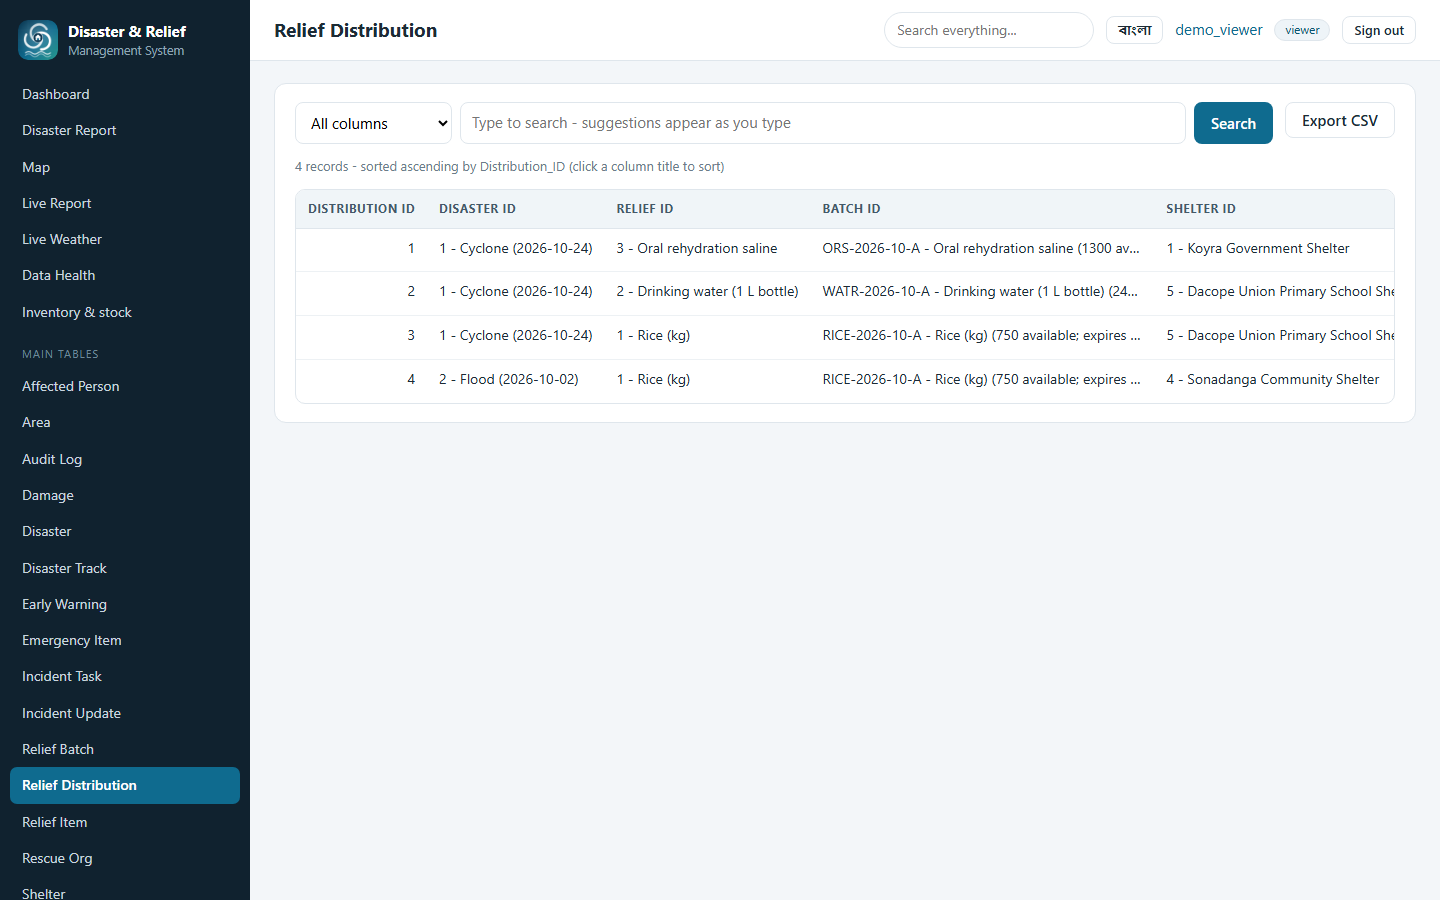 Disaster & Relief
Management System
Dashboard
Disaster Report
Map
Live Report
Live Weather
Data Health
Inventory & stock
MAIN TABLES
Affected Person
Area
Audit Log
Damage
Disaster
Disaster Track
Early Warning
Emergency Item
Incident Task
Incident Update
Relief Batch
Relief Distribution
Relief Item
Rescue Org
Shelter
Relief Distribution
Search everything...
বাংলা
demo_viewer
viewer
Sign out
All columns
Type to search - suggestions appear as you type
Search
Export CSV
4 records - sorted ascending by Distribution_ID (click a column title to sort)
DISTRIBUTION ID DISASTER ID RELIEF ID BATCH ID SHELTER ID
1 1 - Cyclone (2026-10-24) 3 - Oral rehydration saline ORS-2026-10-A - Oral rehydration saline (1300 av... 1 - Koyra Government Shelter
2 1 - Cyclone (2026-10-24) 2 - Drinking water (1 L bottle) WATR-2026-10-A - Drinking water (1 L bottle) (24... 5 - Dacope Union Primary School She
3 1 - Cyclone (2026-10-24) 1 - Rice (kg) RICE-2026-10-A - Rice (kg) (750 available; expires ... 5 - Dacope Union Primary School She
4 2 - Flood (2026-10-02) 1 - Rice (kg) RICE-2026-10-A - Rice (kg) (750 available; expires ... 4 - Sonadanga Community Shelter